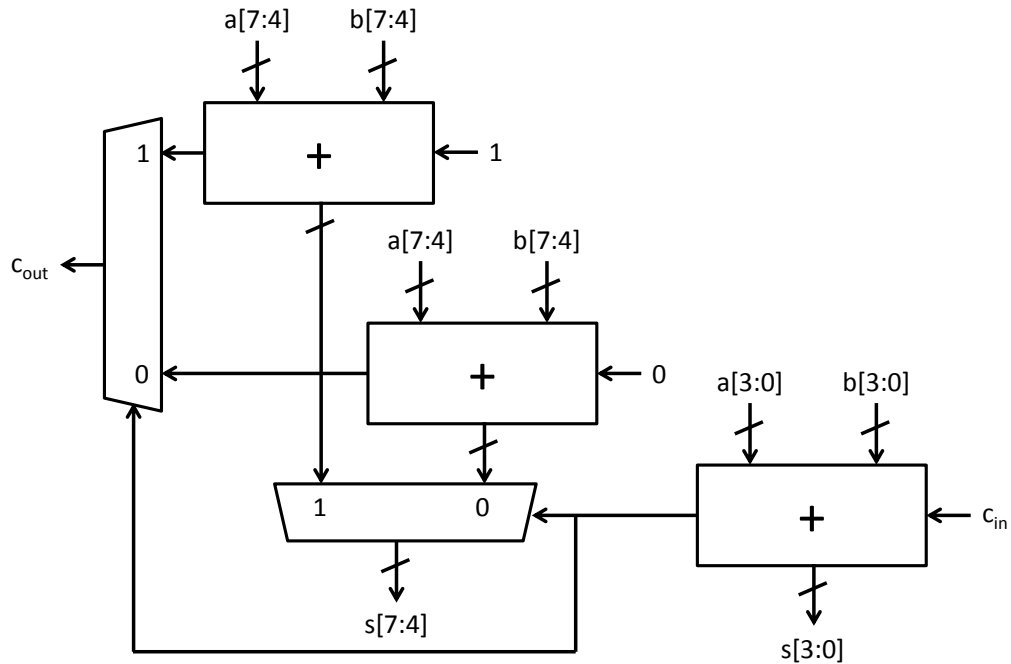 a[7:4] b[7:4]
1 + 1
a[7:4] b[7:4]
cout
0 + 0
a[3:0] b[3:0]
1 0
+ cin
s[7:4]
s[3:0]